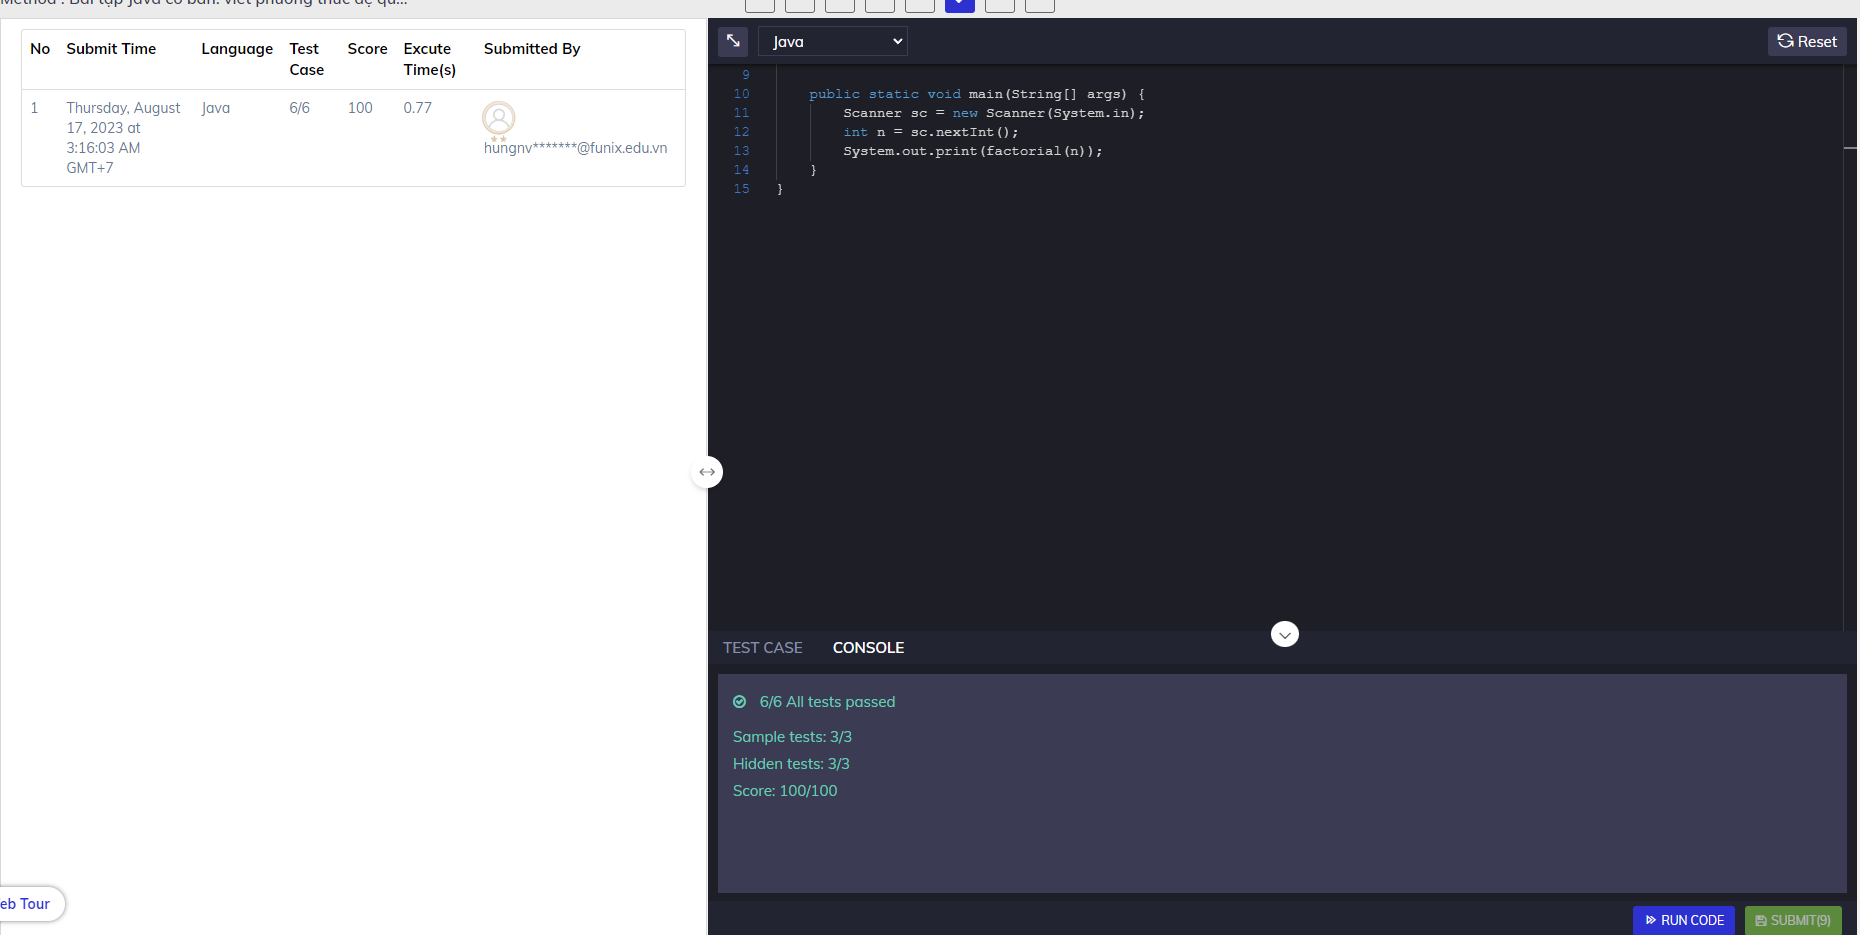 Method : Bài tập Java cơ bản: viết phương thức đệ qu...
No Submit Time Language Test Case Score Excute Time(s) Submitted By
1 Thursday, August 17, 2023 at 3:16:03 AM GMT+7 Java 6/6 100 0.77 hungnv*******@funix.edu.vn
eb Tour
Java
Reset
9
10 public static void main(String[] args) {
11 Scanner sc = new Scanner(System.in);
12 int n = sc.nextInt();
13 System.out.print(factorial(n));
14 }
15 }
TEST CASE CONSOLE
6/6 All tests passed
Sample tests: 3/3
Hidden tests: 3/3
Score: 100/100
RUN CODE SUBMIT(9)